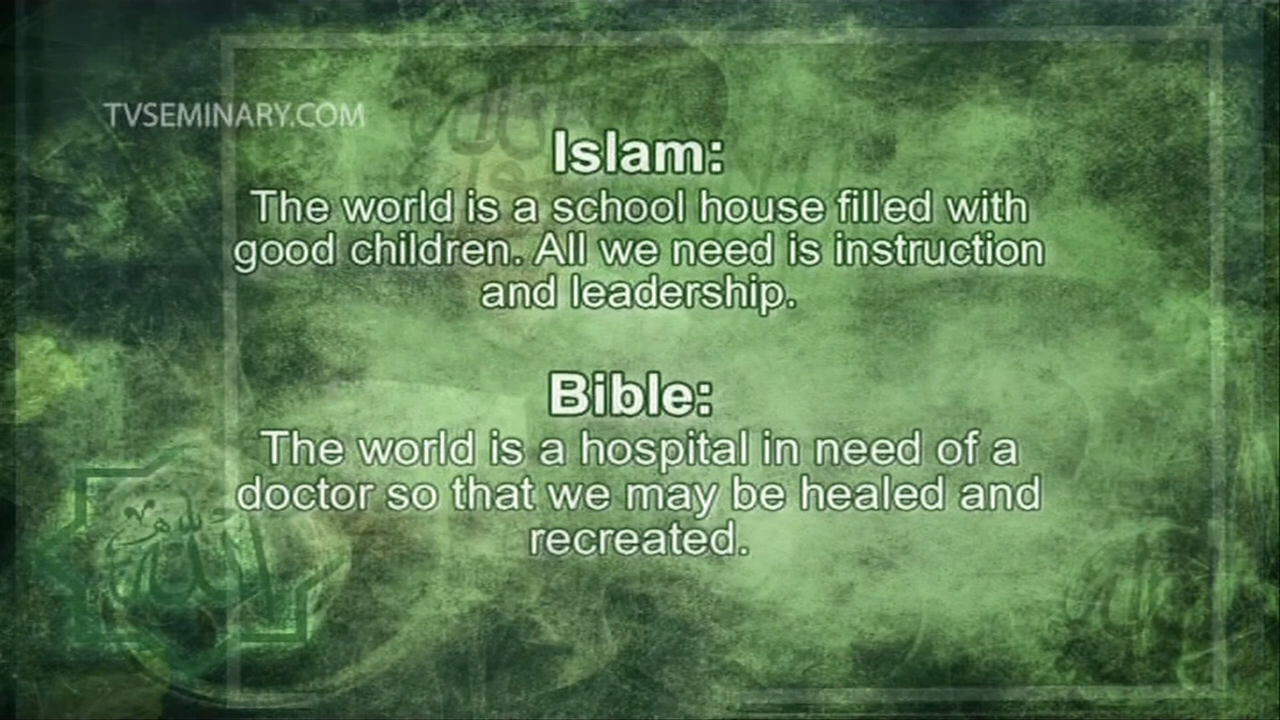 TVSEMINARY.COM
Islam:
The world is a school house filled with
good children. All we need is instruction
and leadership.
Bible:
The world is a hospital in need of a
doctor so that we may be healed and
recreated.
الله